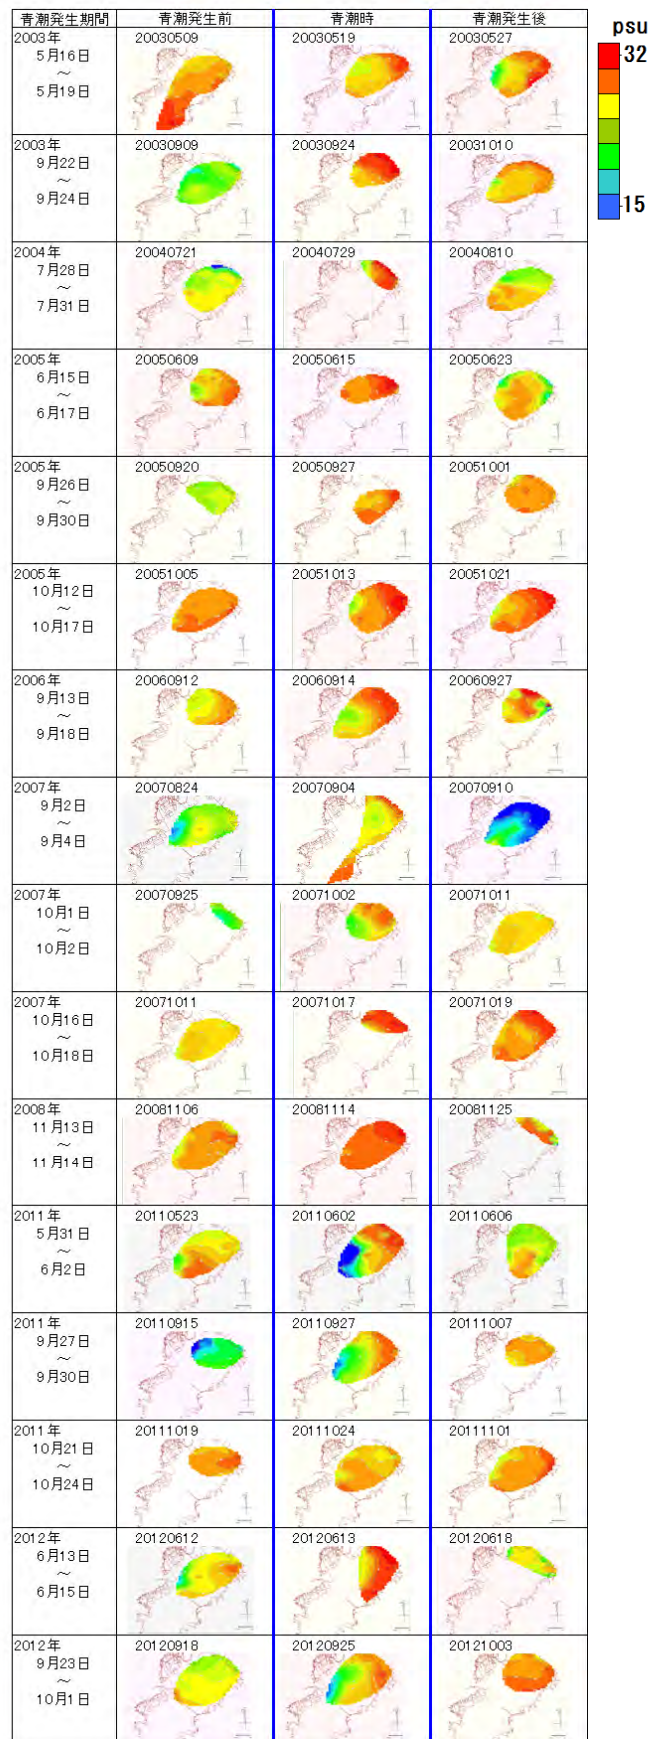 青潮発生期間 青潮発生前 青潮時 青潮発生後
psu
32
15
2003年
5月16日
～
5月19日
20030509 20030519 20030527
2003年
9月22日
～
9月24日
20030909 20030924 20031010
2004年
7月28日
～
7月31日
20040721 20040729 20040810
2005年
6月15日
～
6月17日
20050609 20050615 20050623
2005年
9月26日
～
9月30日
20050920 20050927 20051001
2005年
10月12日
～
10月17日
20051005 20051013 20051021
2006年
9月13日
～
9月18日
20060912 20060914 20060927
2007年
9月2日
～
9月4日
20070824 20070904 20070910
2007年
10月1日
～
10月2日
20070925 20071002 20071011
2007年
10月16日
～
10月18日
20071011 20071017 20071019
2008年
11月13日
～
11月14日
20081106 20081114 20081125
2011年
5月31日
～
6月2日
20110523 20110602 20110606
2011年
9月27日
～
9月30日
20110915 20110927 20111007
2011年
10月21日
～
10月24日
20111019 20111024 20111101
2012年
6月13日
～
6月15日
20120612 20120613 20120618
2012年
9月23日
～
10月1日
20120918 20120925 20121003